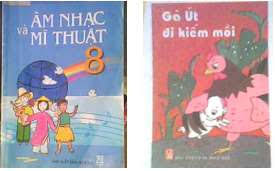 ÂM NHẠC
và
MĨ THUẬT
8
Gà Út
đi kiếm mồi